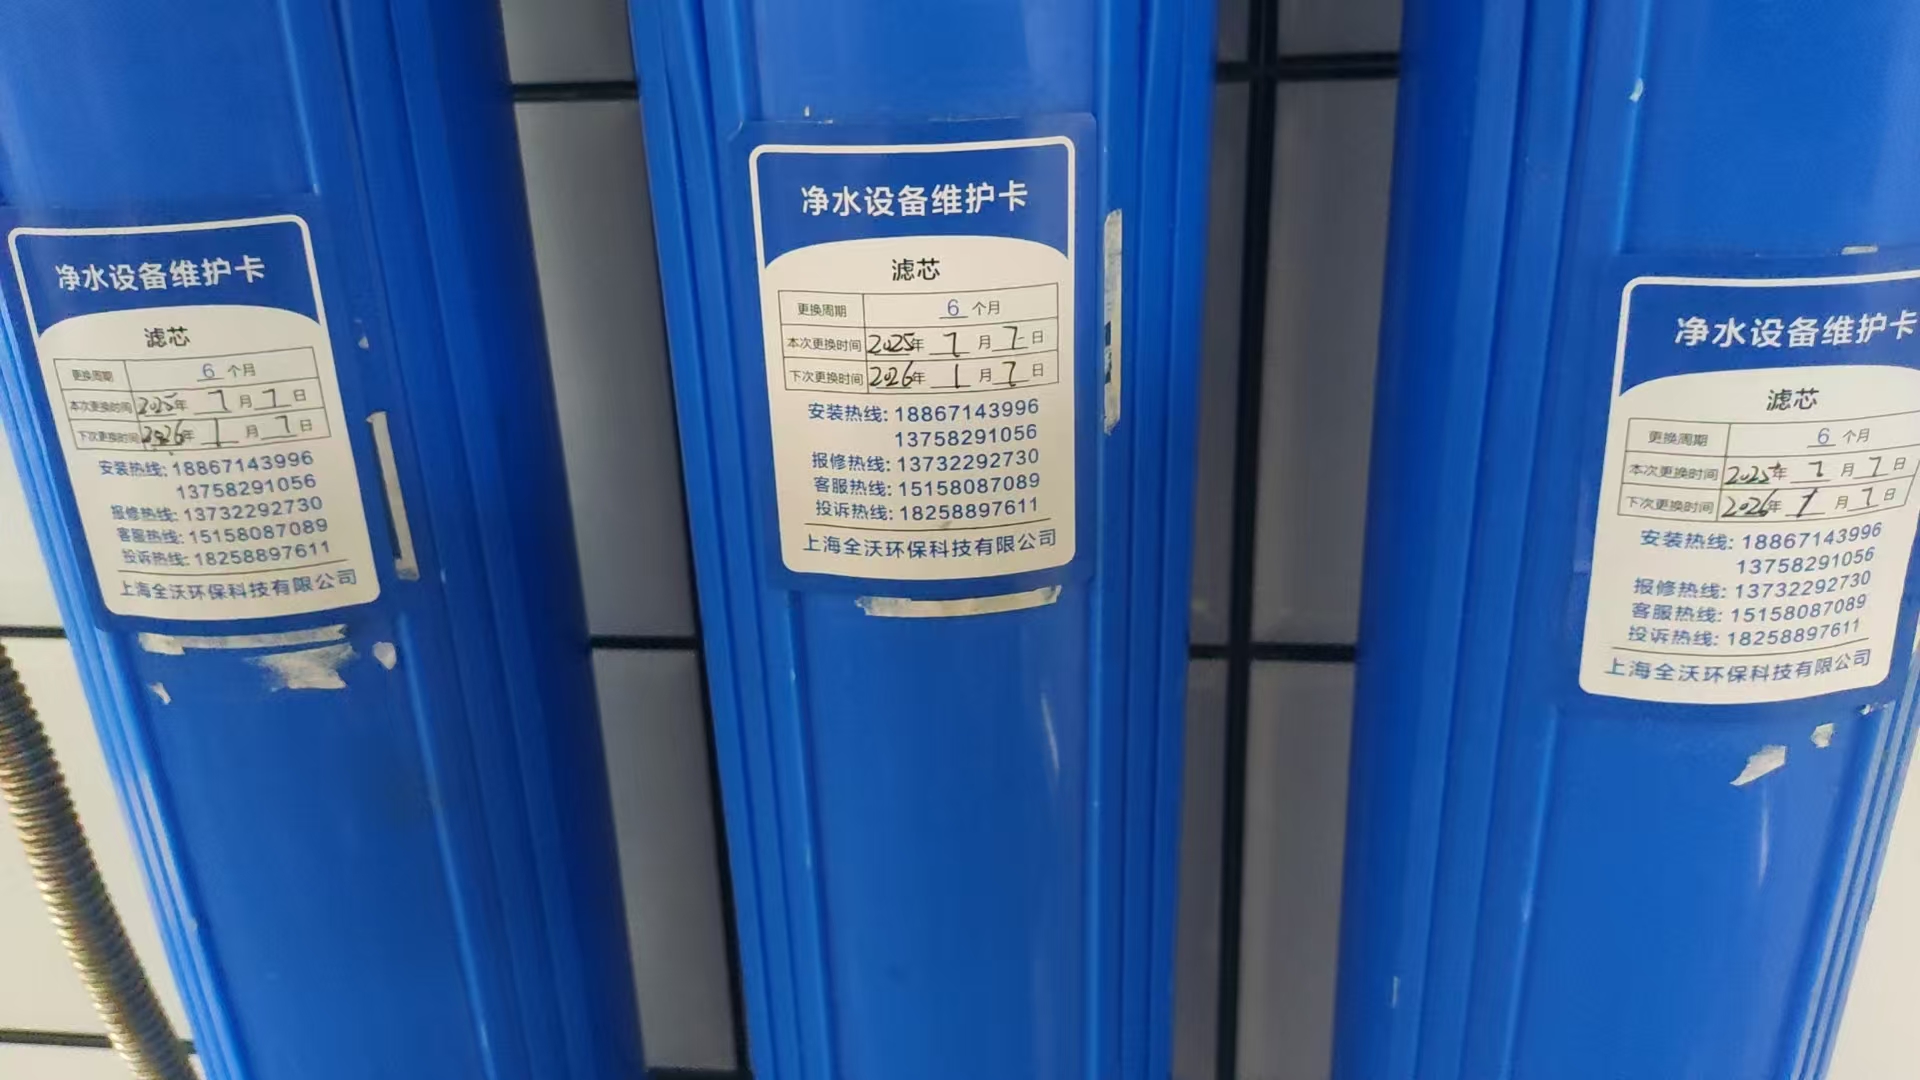 净水设备维护卡
滤芯
更换周期 6 个月
本次更换时间 2025年 7 月 7 日
下次更换时间 2026年 1 月 7 日
安装热线: 18867143996
13758291056
报修热线: 13732292730
客服热线: 15158087089
投诉热线: 18258897611
上海全沃环保科技有限公司
净水设备维护卡
滤芯
更换周期 6 个月
本次更换时间 2025年 7 月 7 日
下次更换时间 2026年 1 月 7 日
安装热线: 18867143996
13758291056
报修热线: 13732292730
客服热线: 15158087089
投诉热线: 18258897611
上海全沃环保科技有限公司
净水设备维护卡
滤芯
更换周期 6 个月
本次更换时间 2025年 7 月 7 日
下次更换时间 2026年 1 月 7 日
安装热线: 18867143996
13758291056
报修热线: 13732292730
客服热线: 15158087089
投诉热线: 18258897611
上海全沃环保科技有限公司